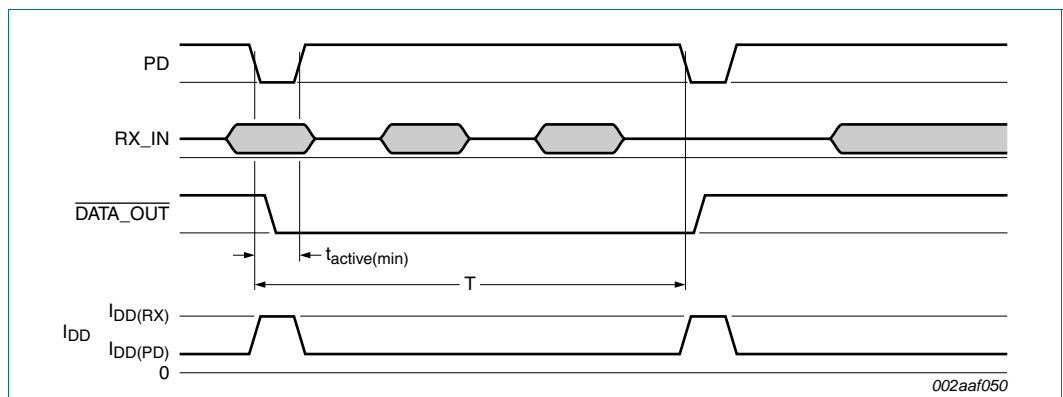 PD
RX_IN
DATA_OUT
tactive(min)
T
IDD(RX)
IDD
IDD(PD)
0
002aaf050